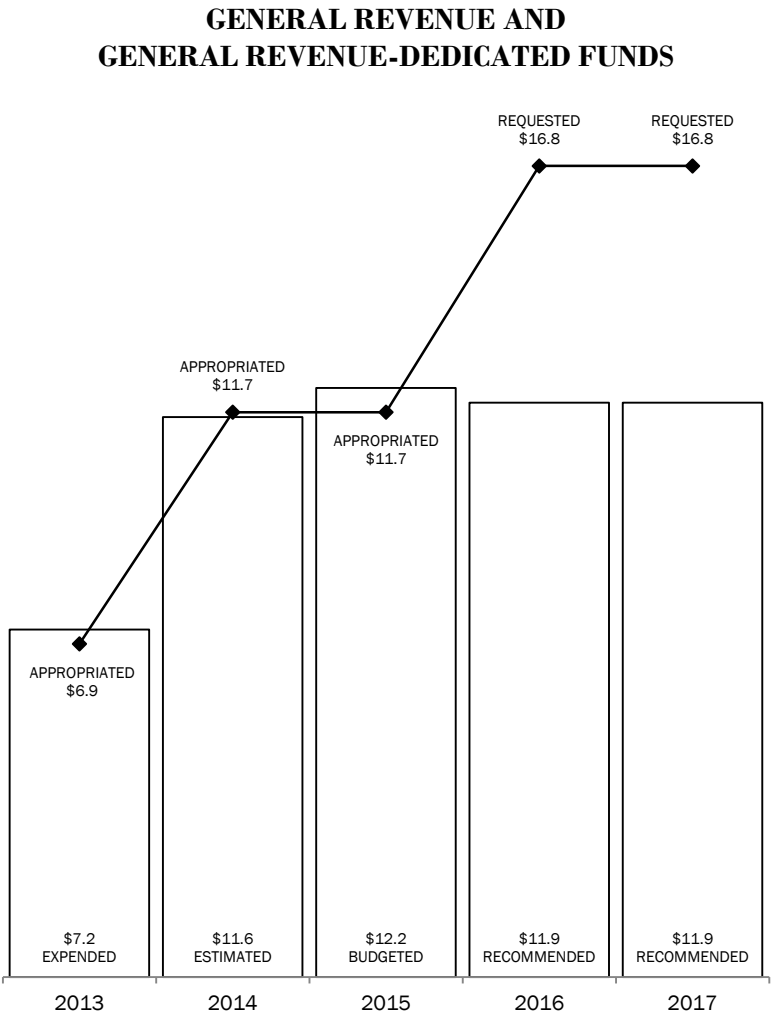 GENERAL REVENUE AND
GENERAL REVENUE-DEDICATED FUNDS
REQUESTED
$16.8
REQUESTED
$16.8
APPROPRIATED
$11.7
APPROPRIATED
$11.7
APPROPRIATED
$6.9
$7.2
EXPENDED
$11.6
ESTIMATED
$12.2
BUDGETED
$11.9
RECOMMENDED
$11.9
RECOMMENDED
2013
2014
2015
2016
2017